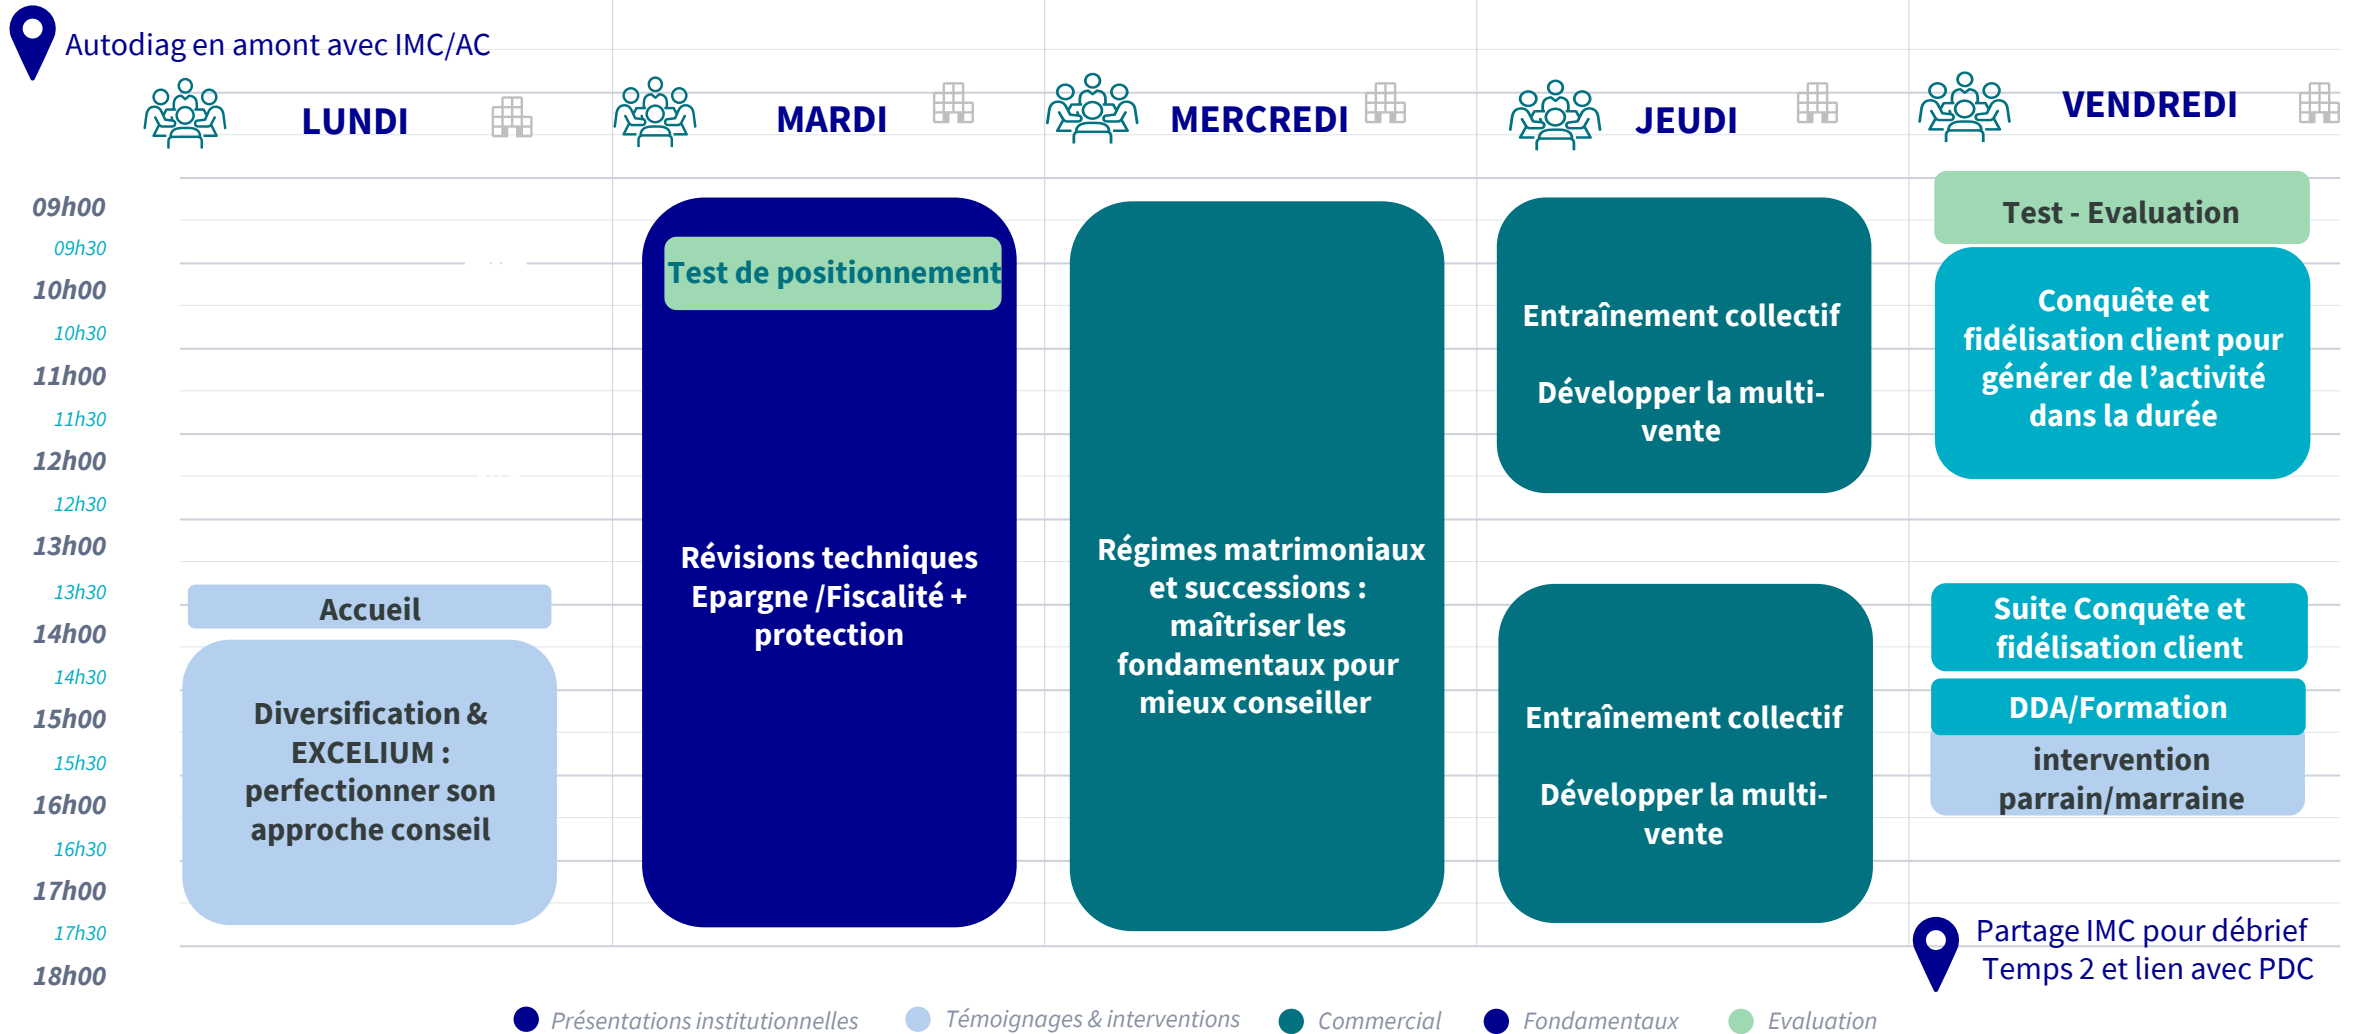 Autodiag en amont avec IMC/AC
LUNDI
MARDI
MERCREDI
JEUDI
VENDREDI
09h00
09h30
10h00
10h30
11h00
11h30
12h00
12h30
13h00
13h30
14h00
14h30
15h00
15h30
16h00
16h30
17h00
17h30
18h00
Accueil
Diversification &
EXCELIUM :
perfectionner son
approche conseil
Test de positionnement
Révisions techniques
Epargne /Fiscalité +
protection
Régimes matrimoniaux
et successions :
maîtriser les
fondamentaux pour
mieux conseiller
Entraînement collectif
Développer la multi-
vente
Entraînement collectif
Développer la multi-
vente
Test - Evaluation
Conquête et
fidélisation client pour
générer de l’activité
dans la durée
Suite Conquête et
fidélisation client
DDA/Formation
intervention
parrain/marraine
Partage IMC pour débrief
Temps 2 et lien avec PDC
Présentations institutionnelles
Témoignages & interventions
Commercial
Fondamentaux
Evaluation